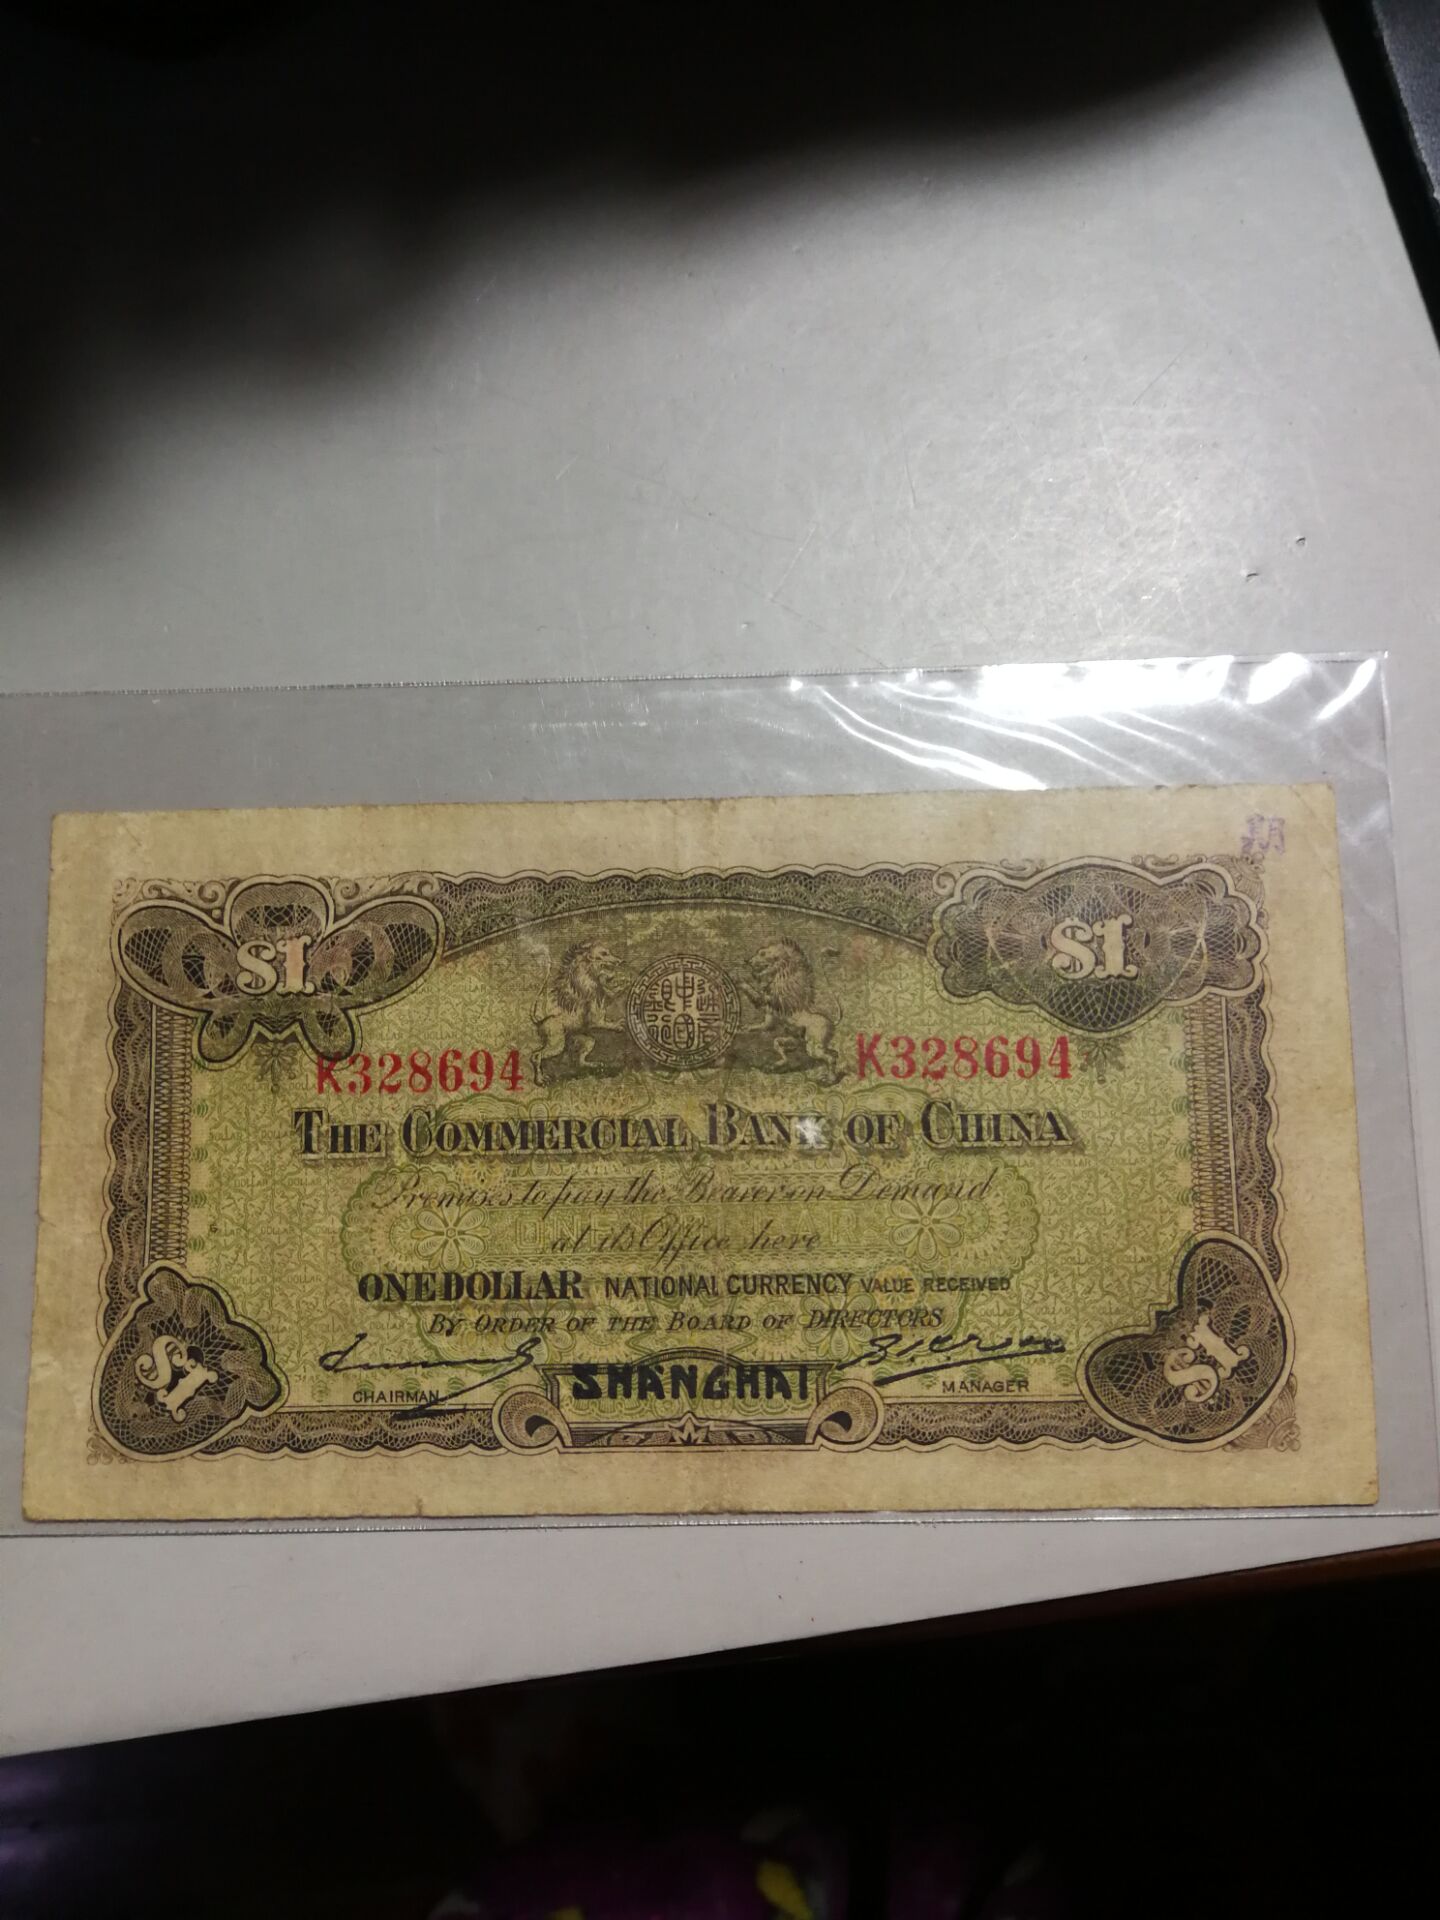 $1 $1
K328694 K328694
THE COMMERCIAL BANK OF CHINA
Promises to pay the Bearer on Demand
at its Office here
ONE DOLLAR NATIONAL CURRENCY VALUE RECEIVED
BY ORDER OF THE BOARD OF DIRECTORS
SHANGHAI
CHAIRMAN MANAGER
$1 $1